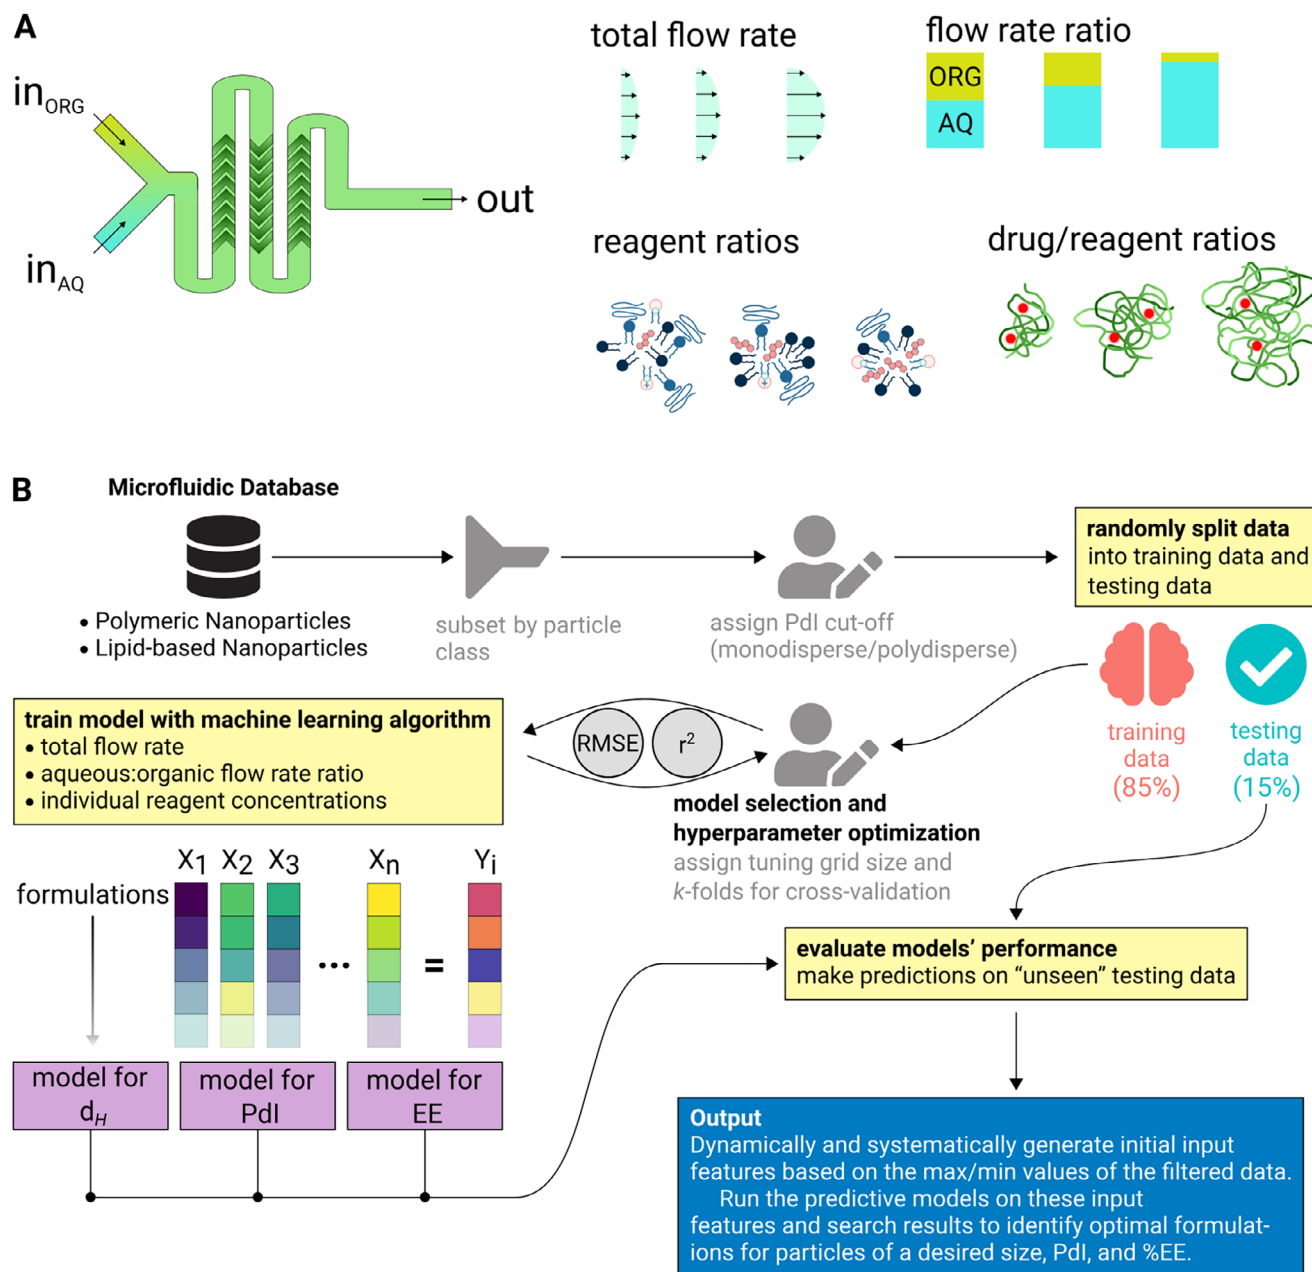 A
in_ORG
in_AQ
out
total flow rate
flow rate ratio
ORG
AQ
reagent ratios
drug/reagent ratios
B
Microfluidic Database
• Polymeric Nanoparticles
• Lipid-based Nanoparticles
subset by particle
class
assign PdI cut-off
(monodisperse/polydisperse)
randomly split data
into training data and
testing data
training
data
(85%)
testing
data
(15%)
train model with machine learning algorithm
• total flow rate
• aqueous:organic flow rate ratio
• individual reagent concentrations
RMSE
r²
model selection and
hyperparameter optimization
assign tuning grid size and
k-folds for cross-validation
formulations
X₁ X₂ X₃ ... Xₙ = Yᵢ
+
+
model for
d_H
model for
PdI
model for
EE
evaluate models’ performance
make predictions on “unseen” testing data
Output
Dynamically and systematically generate initial input
features based on the max/min values of the filtered data.
Run the predictive models on these input
features and search results to identify optimal formulat-
ions for particles of a desired size, PdI, and %EE.